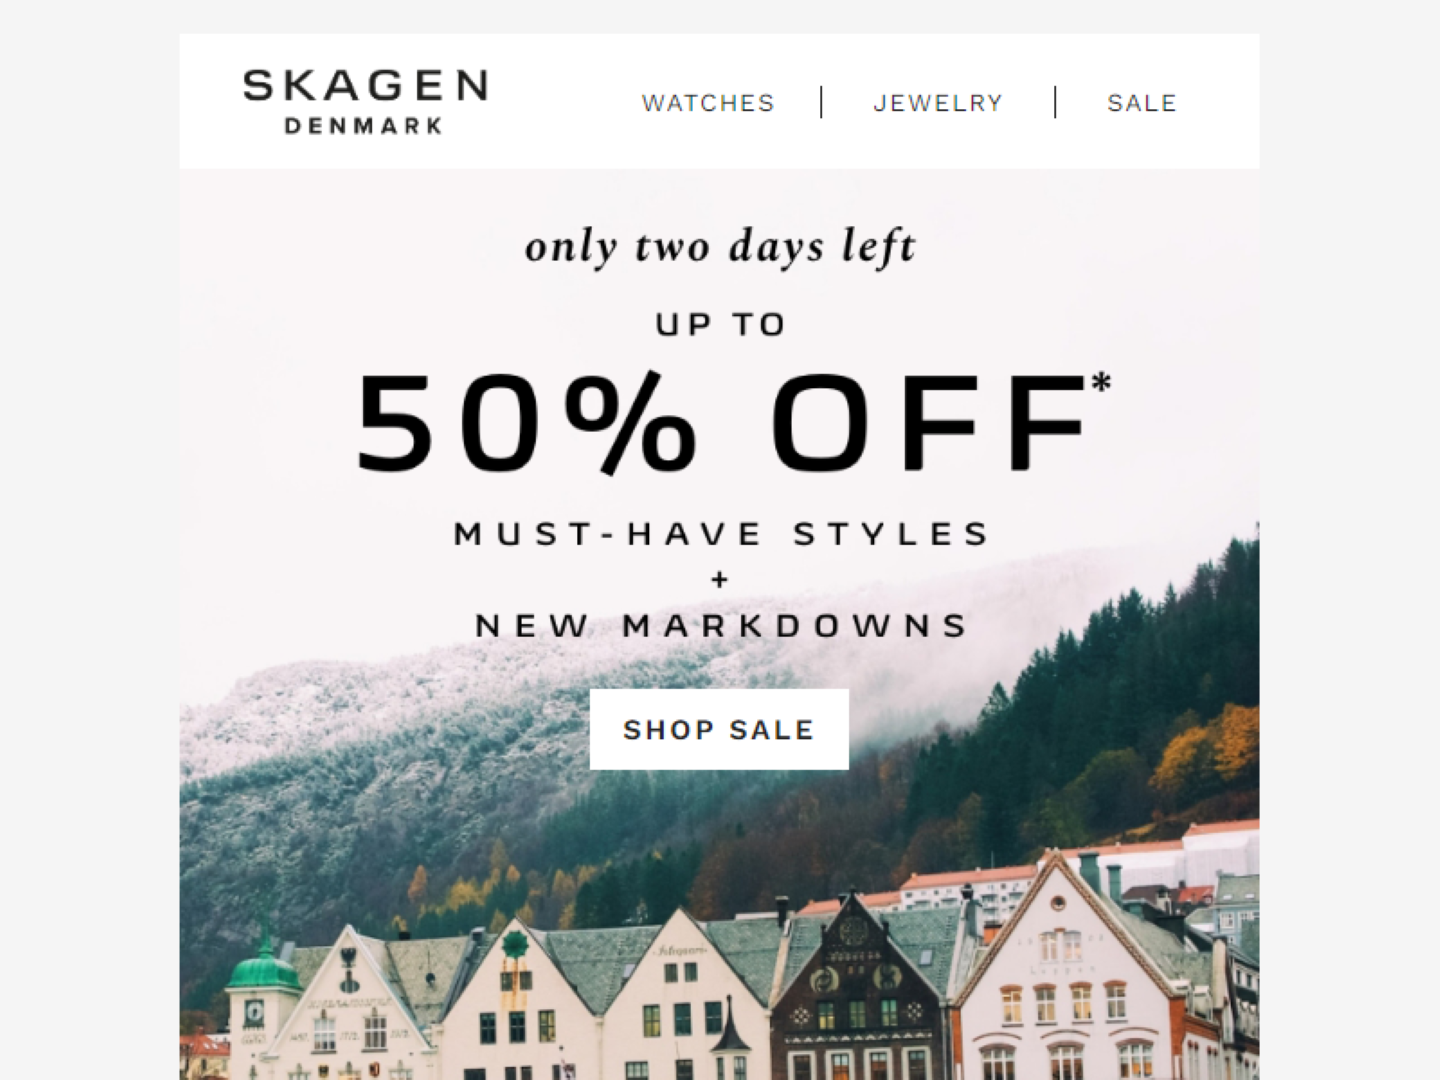 SKAGEN
DENMARK
WATCHES | JEWELRY | SALE
only two days left
UP TO
50% OFF*
MUST-HAVE STYLES
+
NEW MARKDOWNS
SHOP SALE